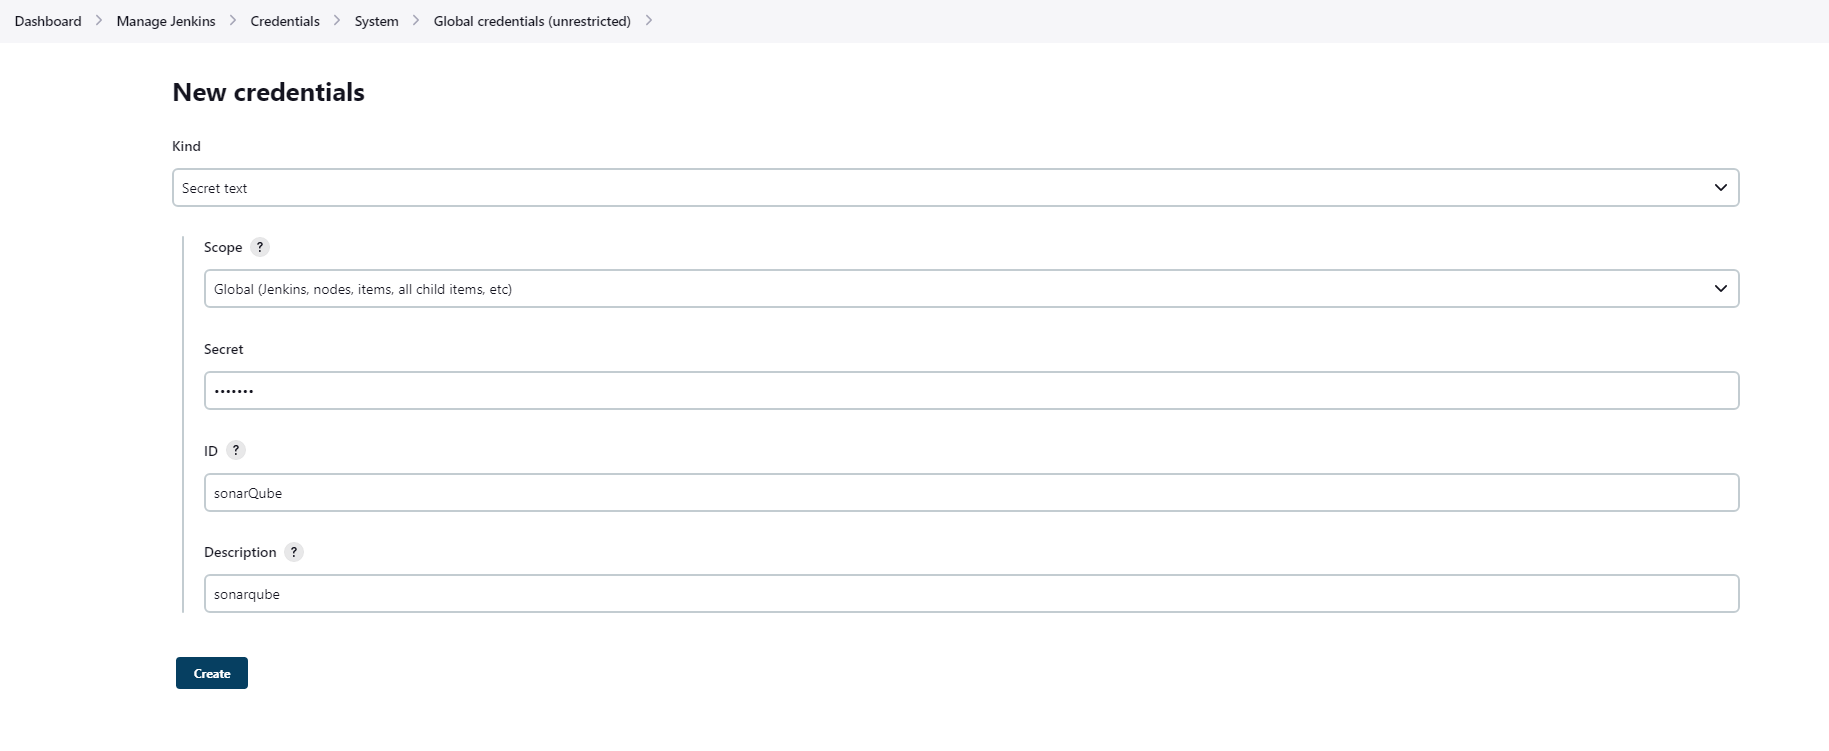 Dashboard > Manage Jenkins > Credentials > System > Global credentials (unrestricted) >
New credentials
Kind
Secret text
Scope ?
Global (Jenkins, nodes, items, all child items, etc)
Secret
•••••••
ID ?
sonarQube
Description ?
sonarqube
Create